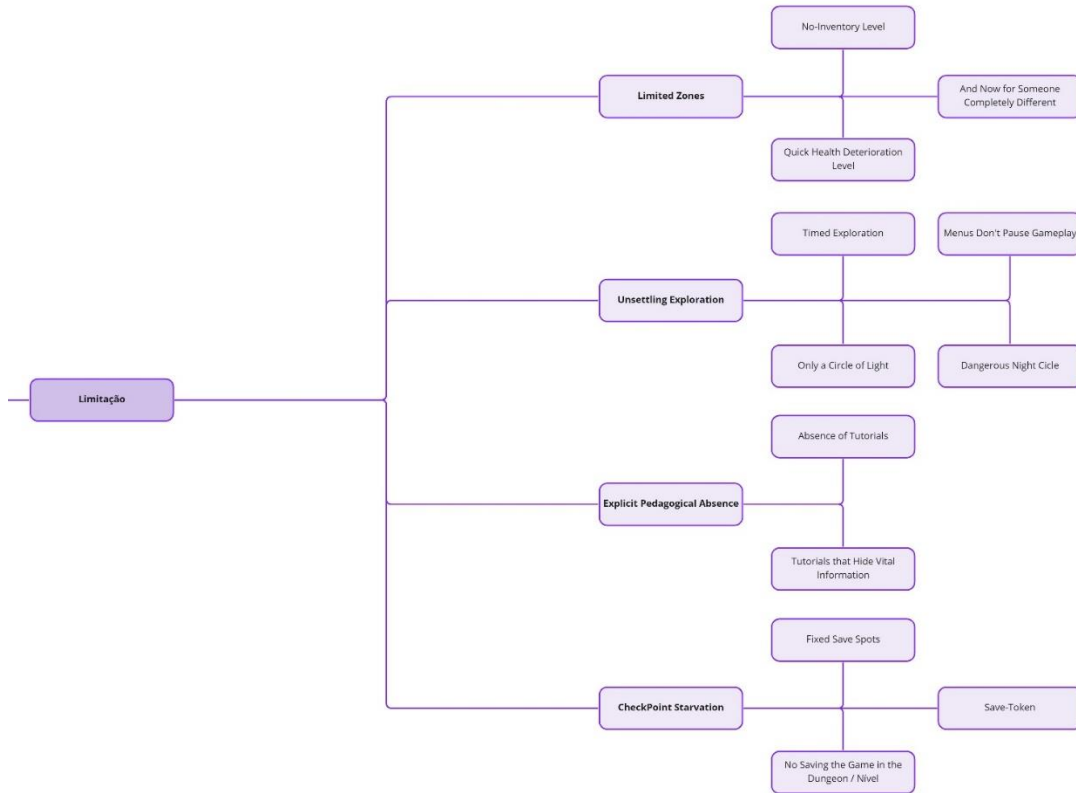 No-Inventory Level
Limited Zones
And Now for Someone
Completely Different
Quick Health Deterioration
Level
Timed Exploration
Menus Don't Pause Gameplay
Unsettling Exploration
Only a Circle of Light
Dangerous Night Cicle
Limitação
Absence of Tutorials
Explicit Pedagogical Absence
Tutorials that Hide Vital
Information
Fixed Save Spots
CheckPoint Starvation
Save-Token
No Saving the Game in the
Dungeon / Nível